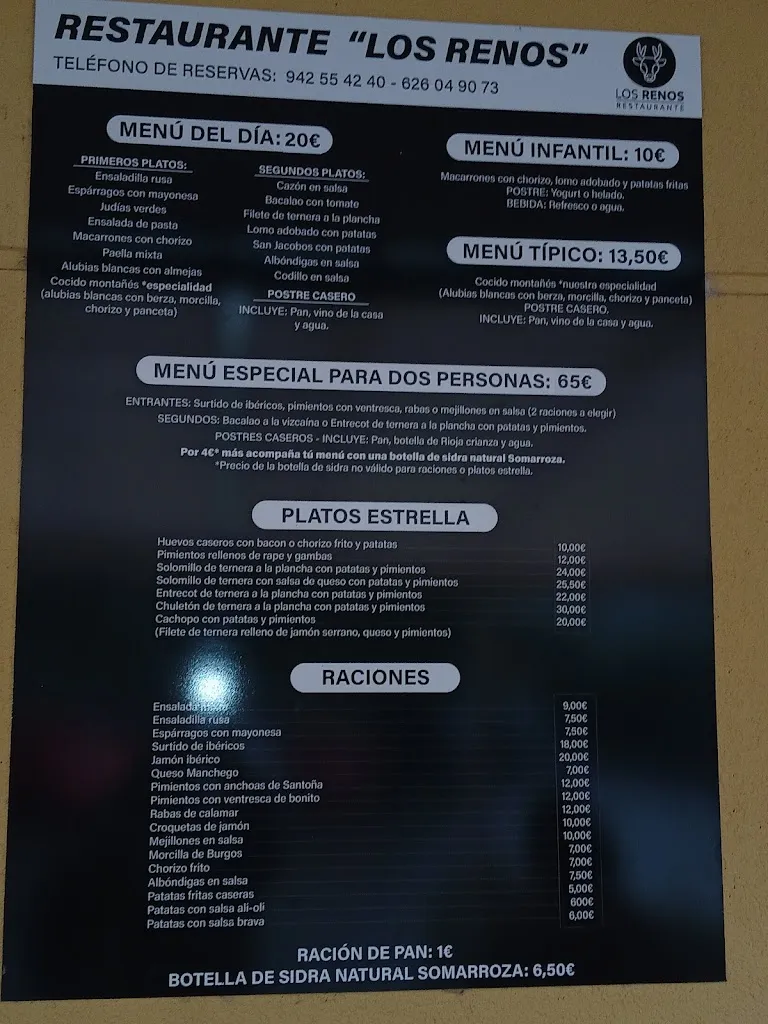 RESTAURANTE "LOS RENOS"
TELÉFONO DE RESERVAS: 942 55 42 40 - 626 04 90 73
LOS RENOS
RESTAURANTE
MENÚ DEL DÍA: 20€
PRIMEROS PLATOS:
Ensaladilla rusa
Espárragos con mayonesa
Judías verdes
Ensalada de pasta
Macarrones con chorizo
Paella mixta
Alubias blancas con almejas
Cocido montañés *especialidad
(alubias blancas con berza, morcilla,
chorizo y panceta)
SEGUNDOS PLATOS:
Cazón en salsa
Bacalao con tomate
Filete de ternera a la plancha
Lomo adobado con patatas
San Jacobos con patatas
Albóndigas en salsa
Codillo en salsa
POSTRE CASERO
INCLUYE: Pan, vino de la casa
y agua.
MENÚ INFANTIL: 10€
Macarrones con chorizo, lomo adobado y patatas fritas
POSTRE: Yogurt o helado.
BEBIDA: Refresco o agua.
MENÚ TÍPICO: 13,50€
Cocido montañés *nuestra especialidad
(Alubias blancas con berza, morcilla, chorizo y panceta)
POSTRE CASERO.
INCLUYE: Pan, vino de la casa y agua.
MENÚ ESPECIAL PARA DOS PERSONAS: 65€
ENTRANTES: Surtido de ibéricos, pimientos con ventresca, rabas o mejillones en salsa (2 raciones a elegir)
SEGUNDOS: Bacalao a la vizcaína o Entrecot de ternera a la plancha con patatas y pimientos.
POSTRES CASEROS - INCLUYE: Pan, botella de Rioja crianza y agua.
Por 4€* más acompaña tú menú con una botella de sidra natural Somarroza.
*Precio de la botella de sidra no válido para raciones o platos estrella.
PLATOS ESTRELLA
Huevos caseros con bacon o chorizo frito y patatas 10,00€
Pimientos rellenos de rape y gambas 12,00€
Solomillo de ternera a la plancha con patatas y pimientos 24,00€
Solomillo de ternera con salsa de queso con patatas y pimientos 25,50€
Entrecot de ternera a la plancha con patatas y pimientos 22,00€
Chuletón de ternera a la plancha con patatas y pimientos 30,00€
Cachopo con patatas y pimientos 20,00€
(Filete de ternera relleno de jamón serrano, queso y pimientos)
RACIONES
Ensalada mixta 9,00€
Ensaladilla rusa 7,50€
Espárragos con mayonesa 7,50€
Surtido de ibéricos 18,00€
Jamón ibérico 20,00€
Queso Manchego 7,00€
Pimientos con anchoas de Santoña 12,00€
Pimientos con ventresca de bonito 12,00€
Rabas de calamar 12,00€
Croquetas de jamón 10,00€
Mejillones en salsa 10,00€
Morcilla de Burgos 7,00€
Chorizo frito 7,00€
Albóndigas en salsa 7,50€
Patatas fritas caseras 5,00€
Patatas con salsa ali-oli 600€
Patatas con salsa brava 6,00€
RACIÓN DE PAN: 1€
BOTELLA DE SIDRA NATURAL SOMARROZA: 6,50€